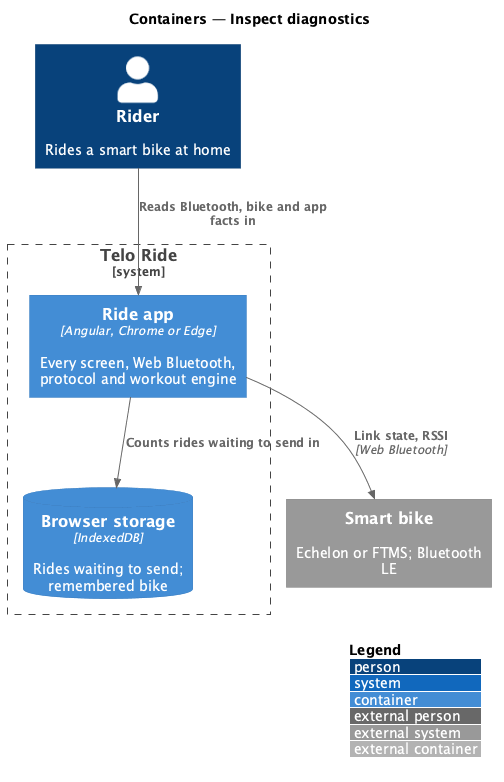 Containers — Inspect diagnostics
Rider
Rides a smart bike at home
Reads Bluetooth, bike and app
facts in
Telo Ride
[system]
Ride app
[Angular, Chrome or Edge]
Every screen, Web Bluetooth,
protocol and workout engine
Counts rides waiting to send in
Link state, RSSI
[Web Bluetooth]
Browser storage
[IndexedDB]
Rides waiting to send;
remembered bike
Smart bike
Echelon or FTMS; Bluetooth
LE
Legend
person
system
container
external person
external system
external container